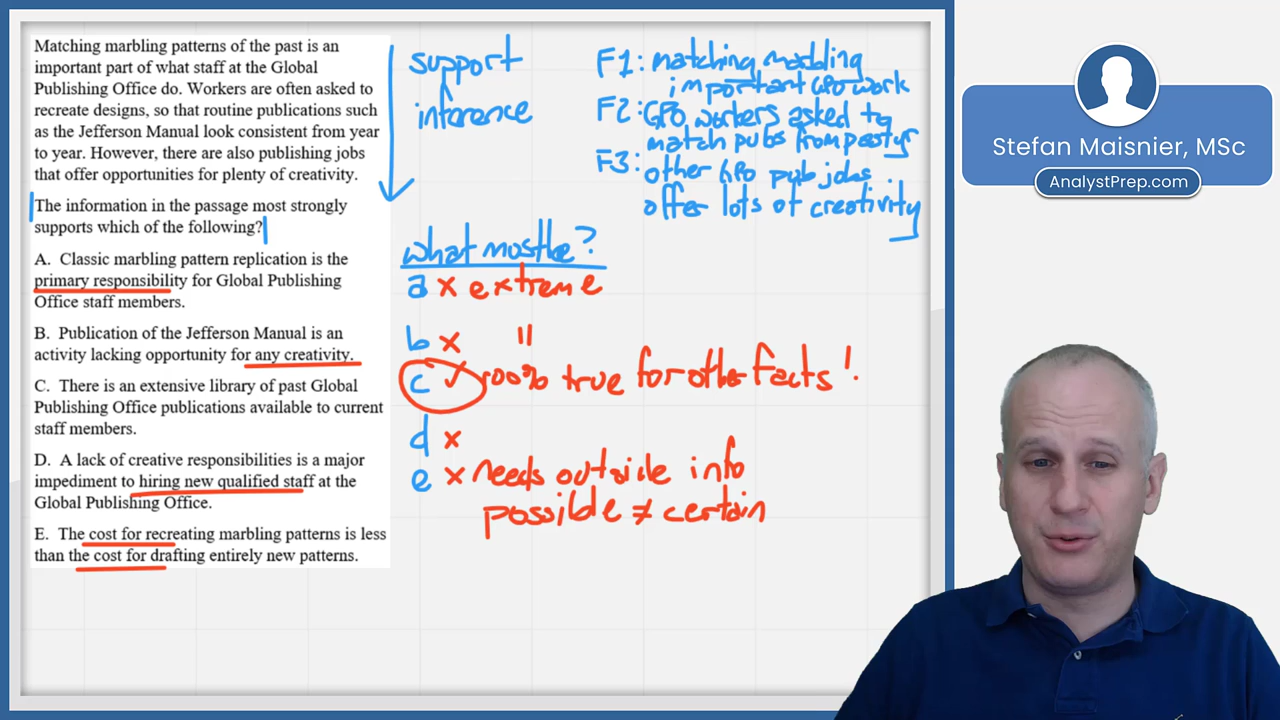 Matching marbling patterns of the past is an
important part of what staff at the Global
Publishing Office do. Workers are often asked to
recreate designs, so that routine publications such
as the Jefferson Manual look consistent from year
to year. However, there are also publishing jobs
that offer opportunities for plenty of creativity.
The information in the passage most strongly
supports which of the following?
A. Classic marbling pattern replication is the
primary responsibility for Global Publishing
Office staff members.
B. Publication of the Jefferson Manual is an
activity lacking opportunity for any creativity.
C. There is an extensive library of past Global
Publishing Office publications available to current
staff members.
D. A lack of creative responsibilities is a major
impediment to hiring new qualified staff at the
Global Publishing Office.
E. The cost for recreating marbling patterns is less
than the cost for drafting entirely new patterns.
support
inference
F1: matching marbling
important GPO work
F2: GPO workers asked to
match pubs from past yr
F3: other GPO pub jobs
offer lots of creativity
what must be?
a x extreme
b x "
c ✓ 100% true for other facts!
d x
e x needs outside info
possible ≠ certain
Stefan Maisnier, MSc
AnalystPrep.com